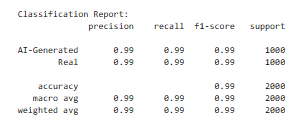 Classification Report:
precision recall f1-score support
AI-Generated 0.99 0.99 0.99 1000
Real 0.99 0.99 0.99 1000
accuracy 0.99 2000
macro avg 0.99 0.99 0.99 2000
weighted avg 0.99 0.99 0.99 2000